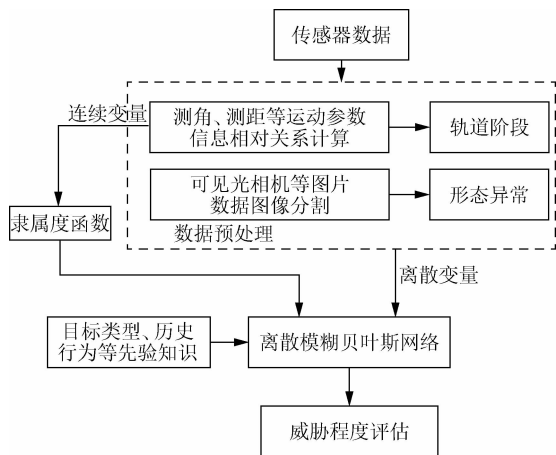 传感器数据
连续变量
测角、测距等运动参数
信息相对关系计算
轨道阶段
可见光相机等图片
数据图像分割
形态异常
隶属度函数
数据预处理
离散变量
目标类型、历史
行为等先验知识
离散模糊贝叶斯网络
威胁程度评估